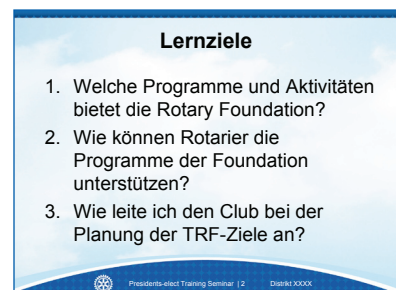 Lernziele
1. Welche Programme und Aktivitäten
bietet die Rotary Foundation?
2. Wie können Rotarier die
Programme der Foundation
unterstützen?
3. Wie leite ich den Club bei der
Planung der TRF-Ziele an?
Presidents-elect Training Seminar | 2 Distrikt XXXX